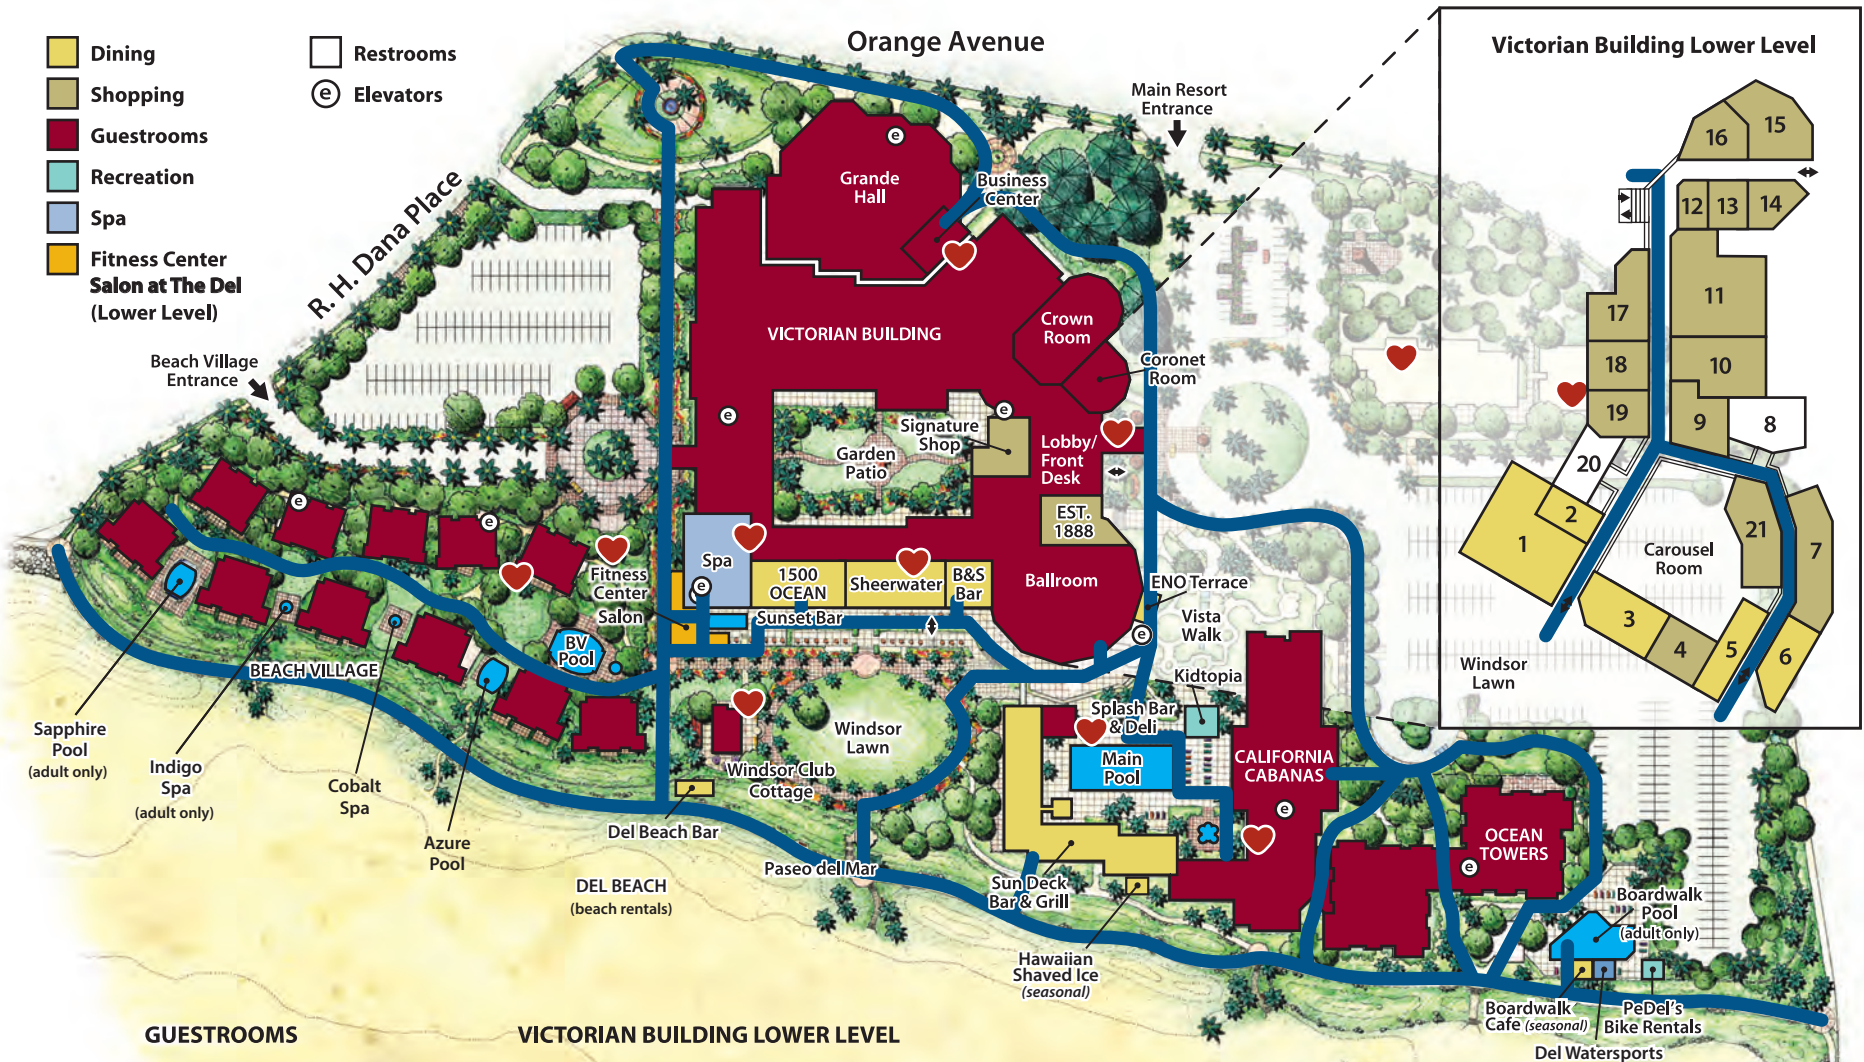 Dining
Shopping
Guestrooms
Recreation
Spa
Fitness Center
Salon at The Del
(Lower Level)
Restrooms
e Elevators
Orange Avenue
R. H. Dana Place
Main Resort
Entrance
Beach Village
Entrance
Grande
Hall
e
Business
Center
VICTORIAN BUILDING
Crown
Room
Coronet
Room
e
e
Signature
Shop
Garden
Patio
Lobby/
Front
Desk
EST.
1888
Spa
e
1500
OCEAN
Sheerwater
B&S
Bar
Ballroom
ENO Terrace
e
Vista
Walk
Fitness
Center
Salon
Sunset Bar
e
e
BV
Pool
BEACH VILLAGE
Sapphire
Pool
(adult only)
Indigo
Spa
(adult only)
Cobalt
Spa
Azure
Pool
Windsor
Lawn
Windsor Club
Cottage
Del Beach Bar
Paseo del Mar
DEL BEACH
(beach rentals)
Kidtopia
Splash Bar
& Deli
Main
Pool
CALIFORNIA
CABANAS
e
Sun Deck
Bar & Grill
Hawaiian
Shaved Ice
(seasonal)
OCEAN
TOWERS
e
Boardwalk
Pool
(adult only)
Boardwalk
Cafe (seasonal)
PeDel's
Bike Rentals
Del Watersports
Victorian Building Lower Level
16
15
12
13
14
17
11
18
10
19
9
8
20
2
1
21
7
Carousel
Room
3
4
5
6
Windsor
Lawn
GUESTROOMS
VICTORIAN BUILDING LOWER LEVEL